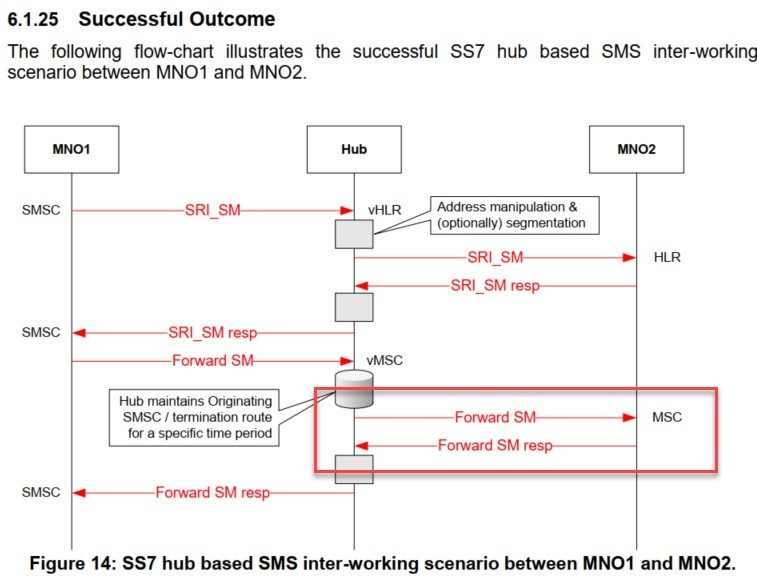 6.1.25 Successful Outcome
The following flow-chart illustrates the successful SS7 hub based SMS inter-working
scenario between MNO1 and MNO2.
MNO1
Hub
MNO2
SMSC
SRI_SM
vHLR
Address manipulation &
(optionally) segmentation
SRI_SM
HLR
SRI_SM resp
SMSC
SRI_SM resp
Forward SM
vMSC
Hub maintains Originating
SMSC / termination route
for a specific time period
Forward SM
MSC
Forward SM resp
SMSC
Forward SM resp
Figure 14: SS7 hub based SMS inter-working scenario between MNO1 and MNO2.